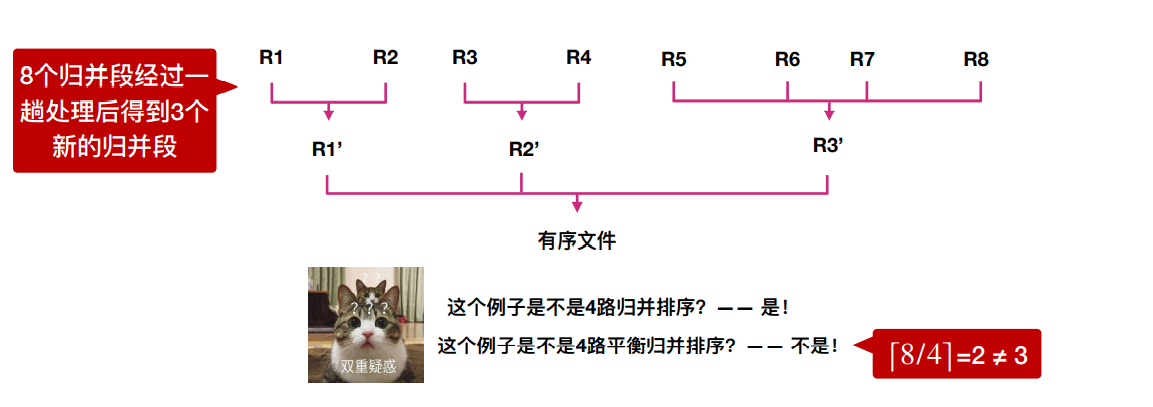 8个归并段经过一
趟处理后得到3个
新的归并段
R1 R2 R3 R4 R5 R6 R7 R8
R1’ R2’ R3’
有序文件
? ?
? ? ?
双重疑惑
这个例子是不是4路归并排序？—— 是！
这个例子是不是4路平衡归并排序？—— 不是！
⌈8/4⌉=2 ≠ 3